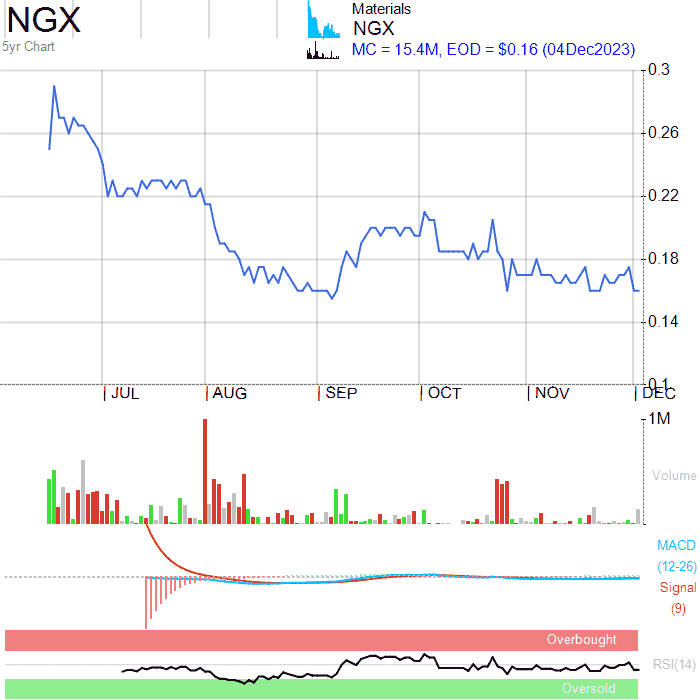 NGX
5yr Chart
Materials
NGX
MC = 15.4M, EOD = $0.16 (04Dec2023)
0.3
0.26
0.22
0.18
0.14
0.1
JUL AUG SEP OCT NOV DEC
1M
Volume
MACD
(12-26)
Signal
(9)
Overbought
RSI(14)
Oversold